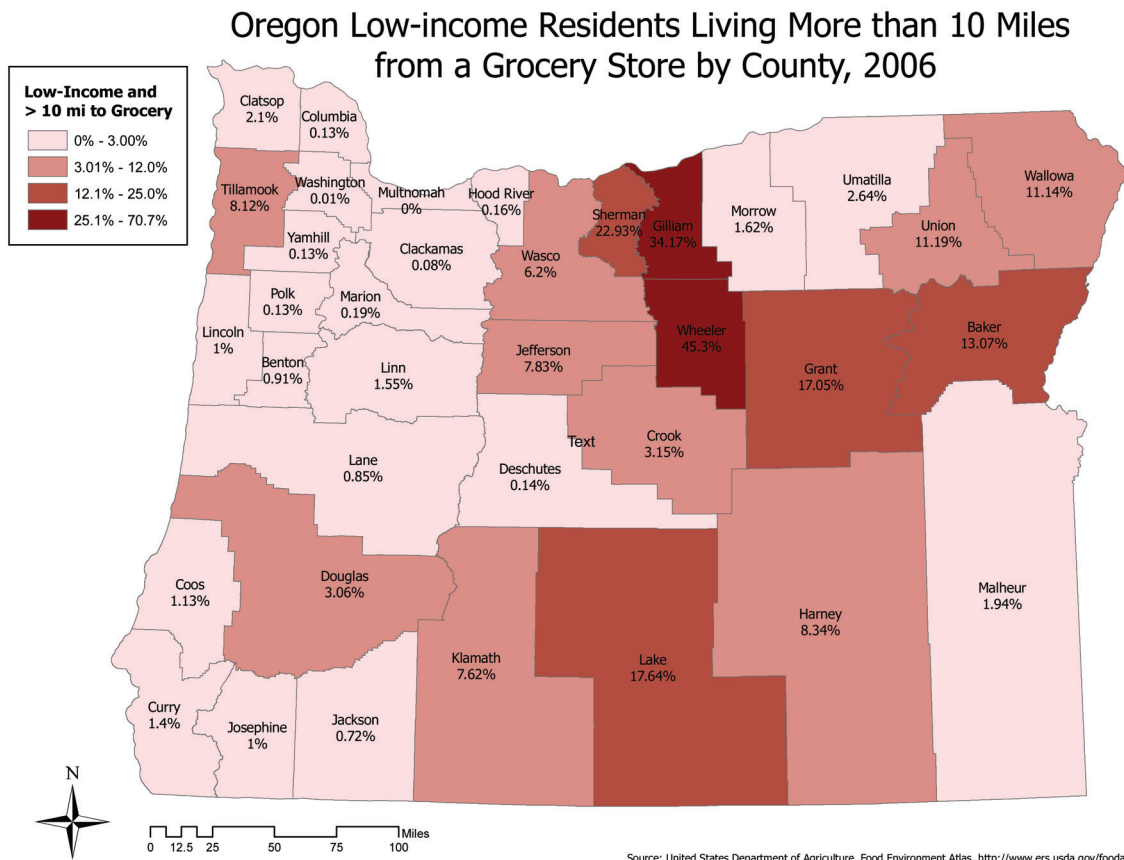 Oregon Low-income Residents Living More than 10 Miles
from a Grocery Store by County, 2006
Low-Income and
> 10 mi to Grocery
0% - 3.00%
3.01% - 12.0%
12.1% - 25.0%
25.1% - 70.7%
Clatsop
2.1%
Columbia
0.13%
Tillamook
8.12%
Washington
0.01%
Multnomah
0%
Hood River
0.16%
Sherman
22.93%
Gilliam
34.17%
Morrow
1.62%
Umatilla
2.64%
Union
11.19%
Wallowa
11.14%
Yamhill
0.13%
Clackamas
0.08%
Wasco
6.2%
Polk
0.13%
Marion
0.19%
Lincoln
1%
Benton
0.91%
Linn
1.55%
Jefferson
7.83%
Wheeler
45.3%
Grant
17.05%
Baker
13.07%
Lane
0.85%
Deschutes
0.14%
Text
Crook
3.15%
Coos
1.13%
Douglas
3.06%
Klamath
7.62%
Lake
17.64%
Harney
8.34%
Malheur
1.94%
Curry
1.4%
Josephine
1%
Jackson
0.72%
N
Miles
0 12.5 25 50 75 100
Source: United States Department of Agriculture, Food Environment Atlas, http://www.ers.usda.gov/fooda